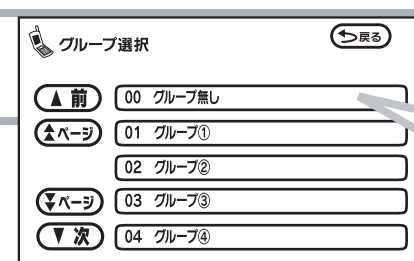 グループ選択
戻る
▲ 前
00 グループ無し
ページ
01 グループ①
02 グループ②
ページ
03 グループ③
▼ 次
04 グループ④